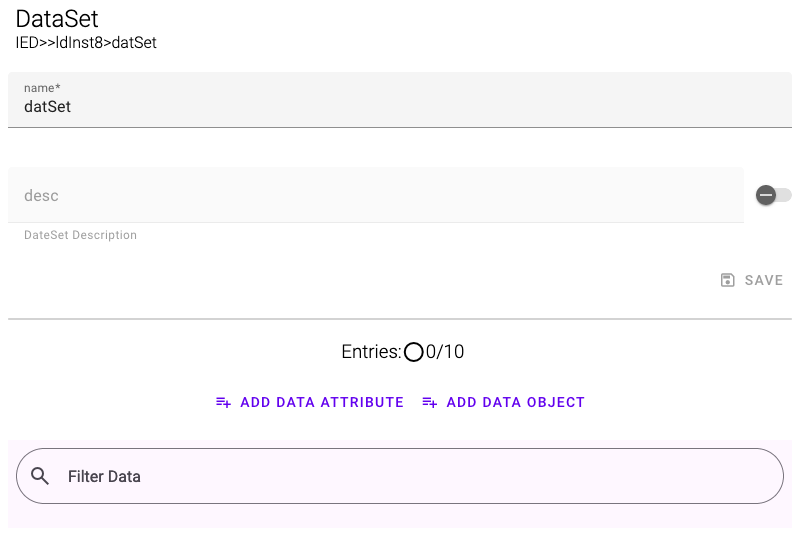 DataSet
IED>>ldInst8>datSet
name*
datSet
desc
DateSet Description
SAVE
Entries: 0/10
ADD DATA ATTRIBUTE ADD DATA OBJECT
Filter Data